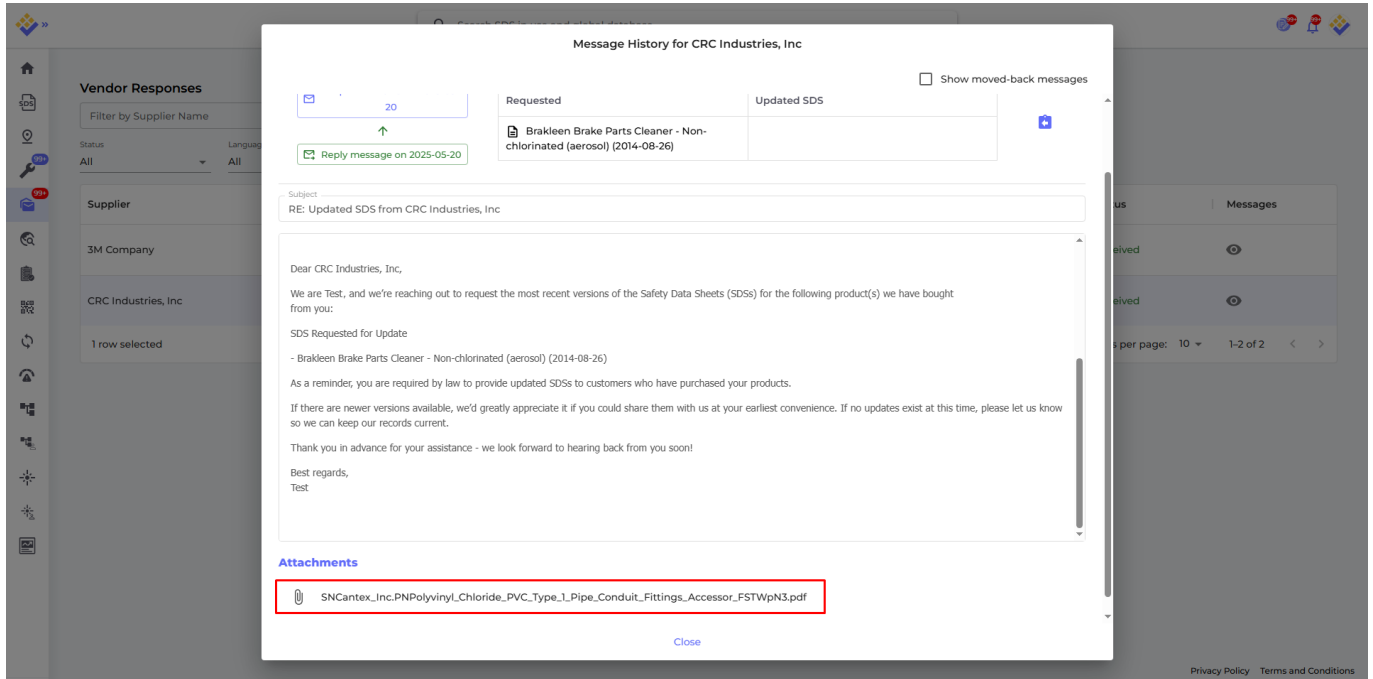 »
Search SDS in use and global database
99+
99+
Message History for CRC Industries, Inc
Show moved-back messages
Vendor Responses
SDS
Filter by Supplier Name
20
Requested
Updated SDS
Brakleen Brake Parts Cleaner - Non-
chlorinated (aerosol) (2014-08-26)
Reply message on 2025-05-20
Status
All
All
99+
99+
Subject
RE: Updated SDS from CRC Industries, Inc
Supplier
Messages
3M Company
CRC Industries, Inc
1 row selected
10
1–2 of 2
Dear CRC Industries, Inc,
We are Test, and we’re reaching out to request the most recent versions of the Safety Data Sheets (SDSs) for the following product(s) we have bought
from you:
SDS Requested for Update
- Brakleen Brake Parts Cleaner - Non-chlorinated (aerosol) (2014-08-26)
As a reminder, you are required by law to provide updated SDSs to customers who have purchased your products.
If there are newer versions available, we’d greatly appreciate it if you could share them with us at your earliest convenience. If no updates exist at this time, please let us know
so we can keep our records current.
Thank you in advance for your assistance - we look forward to hearing back from you soon!
Best regards,
Test
Attachments
SNCantex_Inc.PNPolyvinyl_Chloride_PVC_Type_1_Pipe_Conduit_Fittings_Accessor_FSTWpN3.pdf
Close
Privacy Policy Terms and Conditions